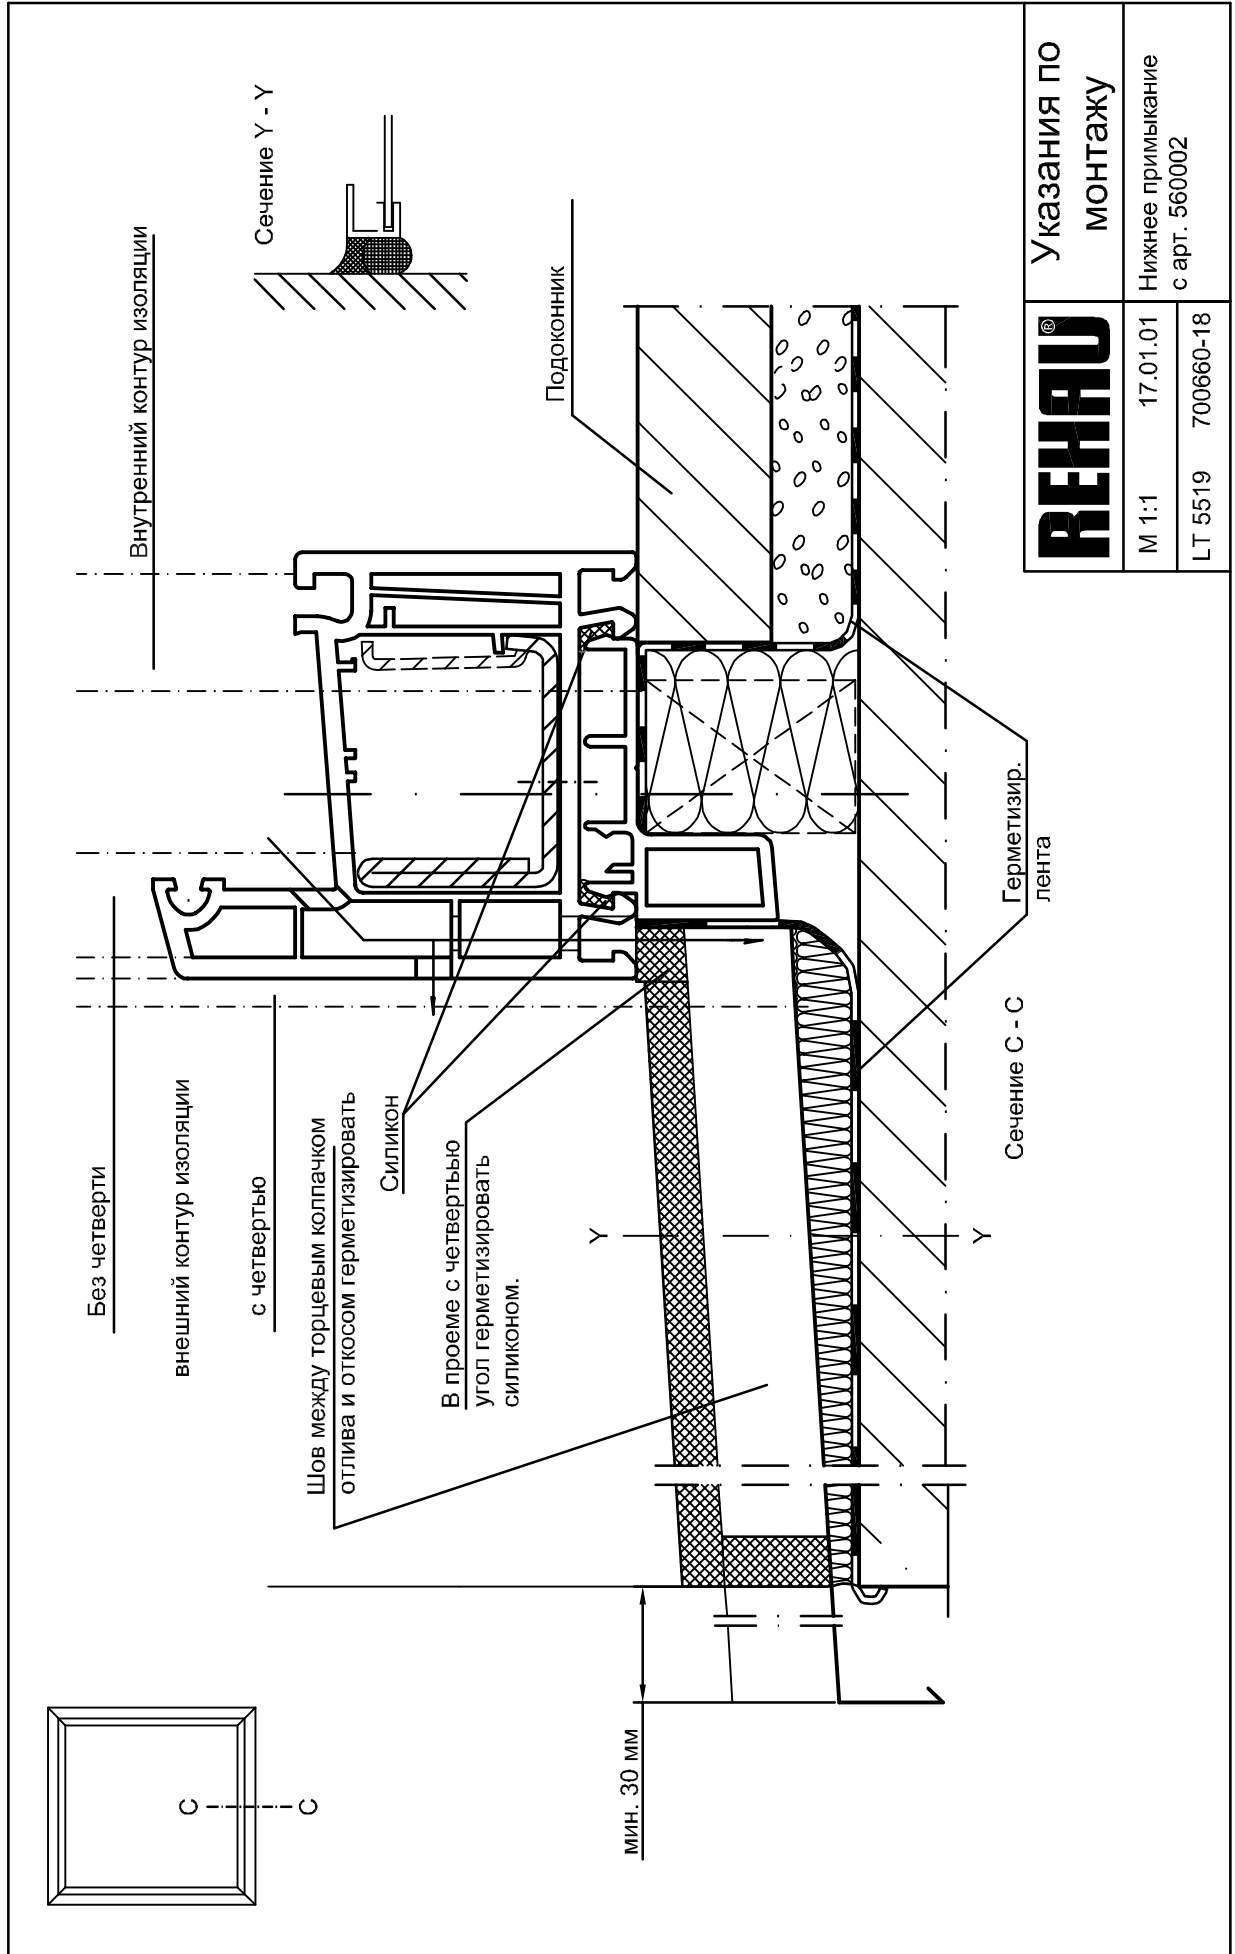 Без четверти
внешний контур изоляции
с четвертью
Внутренний контур изоляции
Сечение Y - Y
Шов между торцевым колпачком
отлива и откосом герметизировать
Силикон
В проеме с четвертью
угол герметизировать
силиконом.
Подоконник
Y
Y
C
C
мин. 30 мм
Герметизир.
лента
Сечение C - C
REHAU®
Указания по
монтажу
M 1:1 17.01.01
Нижнее примыкание
с арт. 560002
LT 5519 700660-18